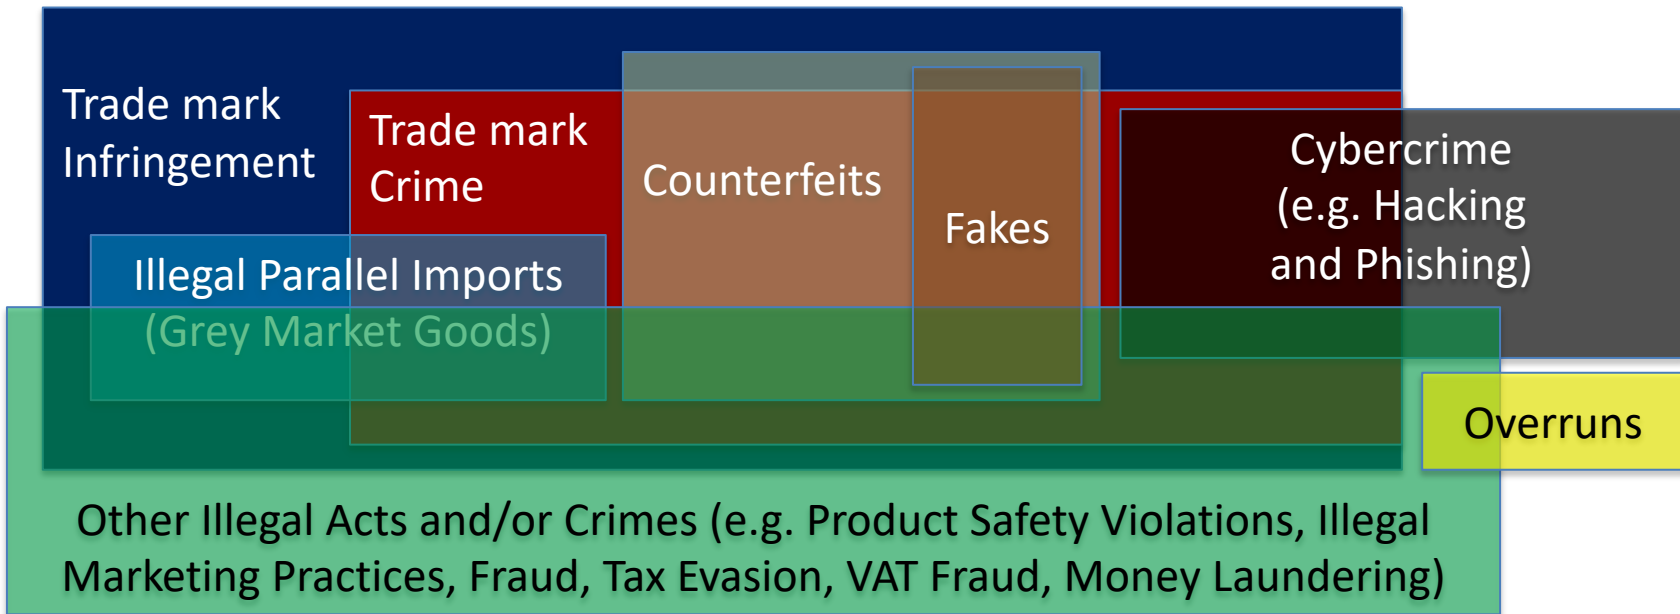 Trade mark
Infringement
Trade mark
Crime
Counterfeits
Fakes
Cybercrime
(e.g. Hacking
and Phishing)
Illegal Parallel Imports
(Grey Market Goods)
Overruns
Other Illegal Acts and/or Crimes (e.g. Product Safety Violations, Illegal
Marketing Practices, Fraud, Tax Evasion, VAT Fraud, Money Laundering)